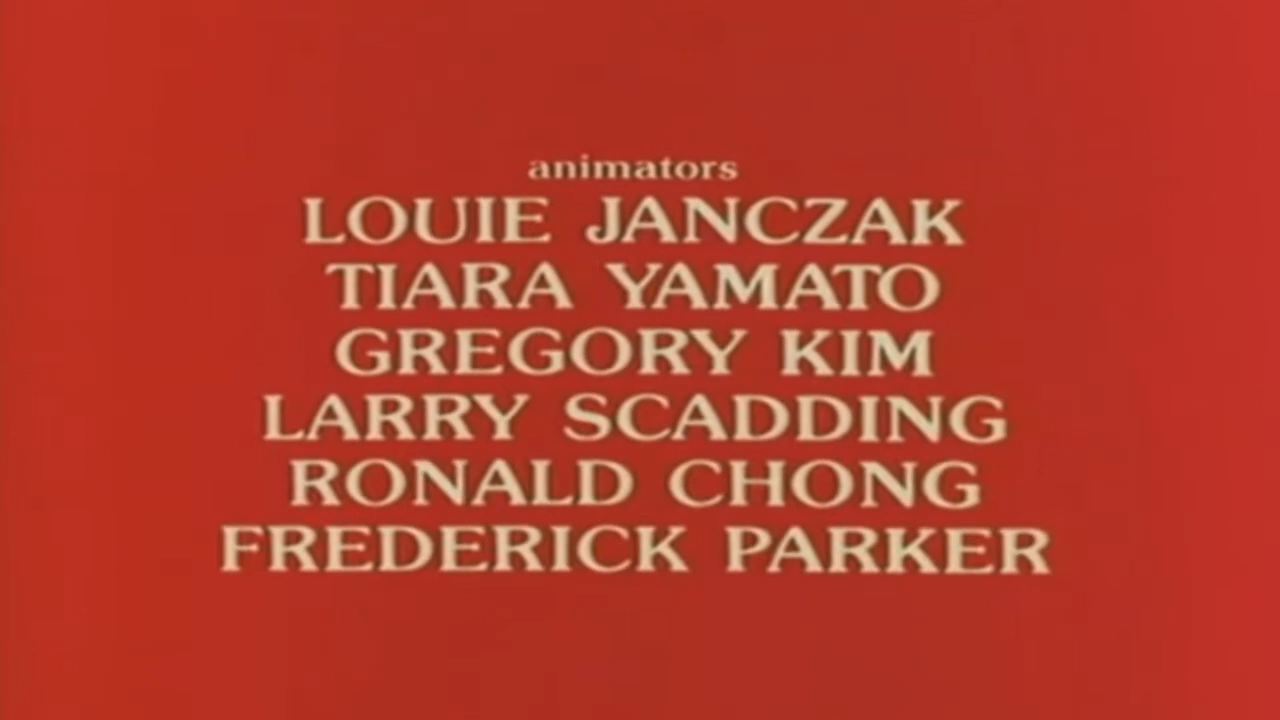 animators
LOUIE JANCZAK
TIARA YAMATO
GREGORY KIM
LARRY SCADDING
RONALD CHONG
FREDERICK PARKER